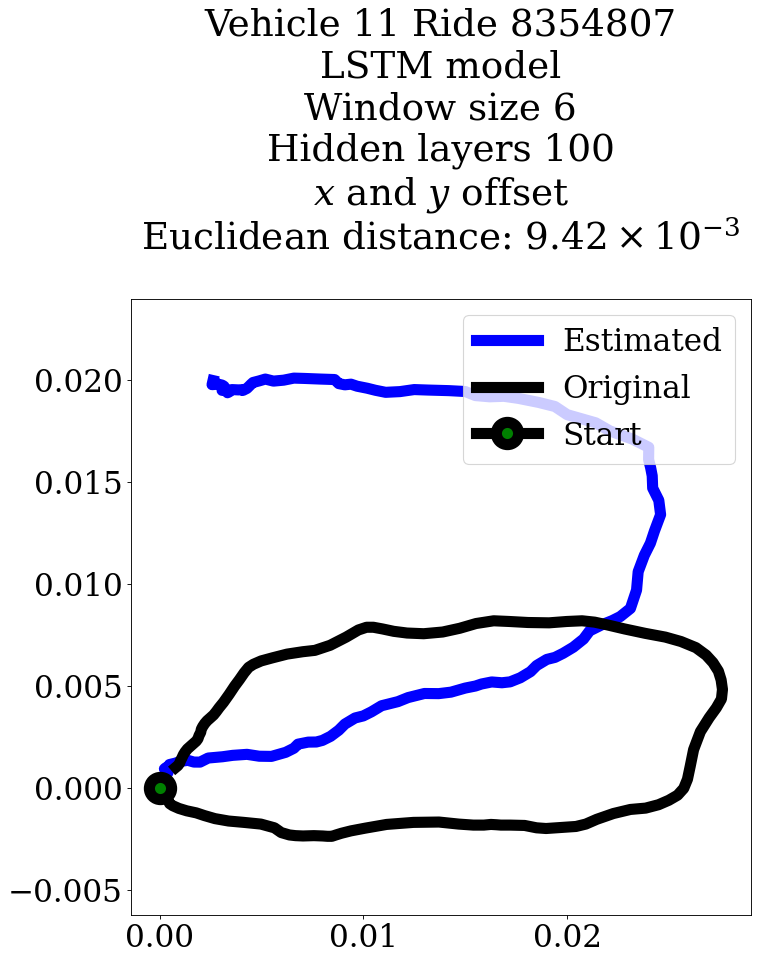 Vehicle 11 Ride 8354807
LSTM model
Window size 6
Hidden layers 100
x and y offset
Euclidean distance: 9.42 × 10⁻³
Estimated
Original
Start
0.020
0.015
0.010
0.005
0.000
−0.005
0.00 0.01 0.02